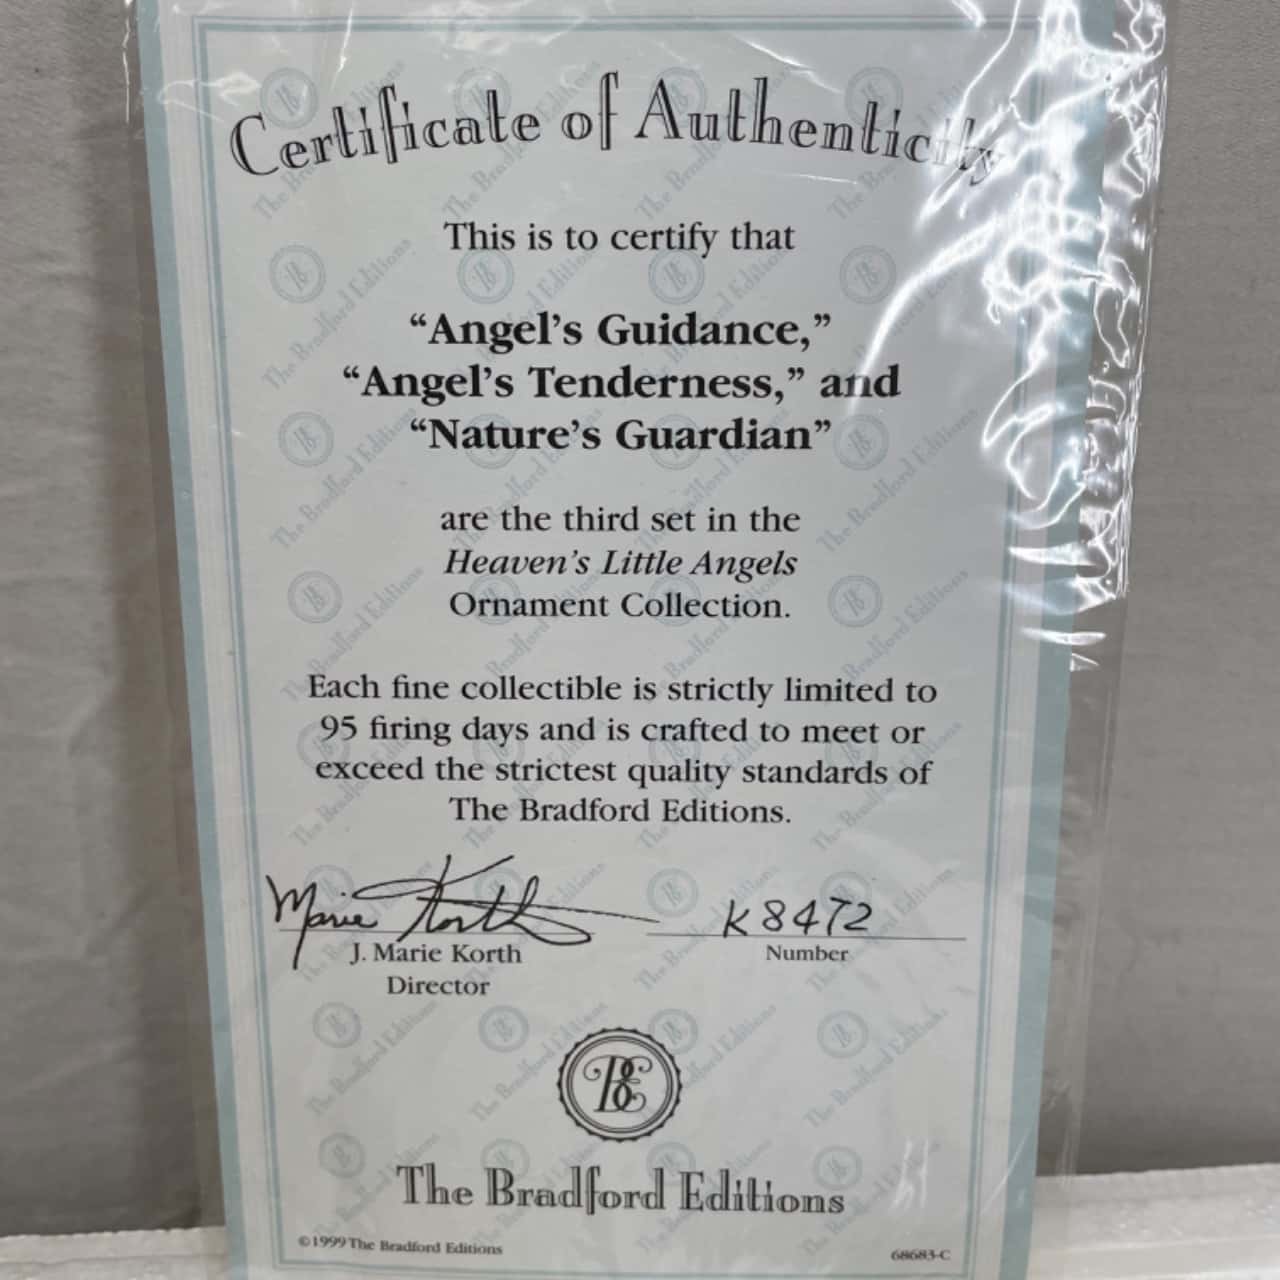 Certificate of Authenticity
This is to certify that
“Angel’s Guidance,”
“Angel’s Tenderness,” and
“Nature’s Guardian”
are the third set in the
Heaven’s Little Angels
Ornament Collection.
Each fine collectible is strictly limited to
95 firing days and is crafted to meet or
exceed the strictest quality standards of
The Bradford Editions.
Marie Korth K8472
J. Marie Korth Number
Director
BE
The Bradford Editions
©1999 The Bradford Editions 68683-C